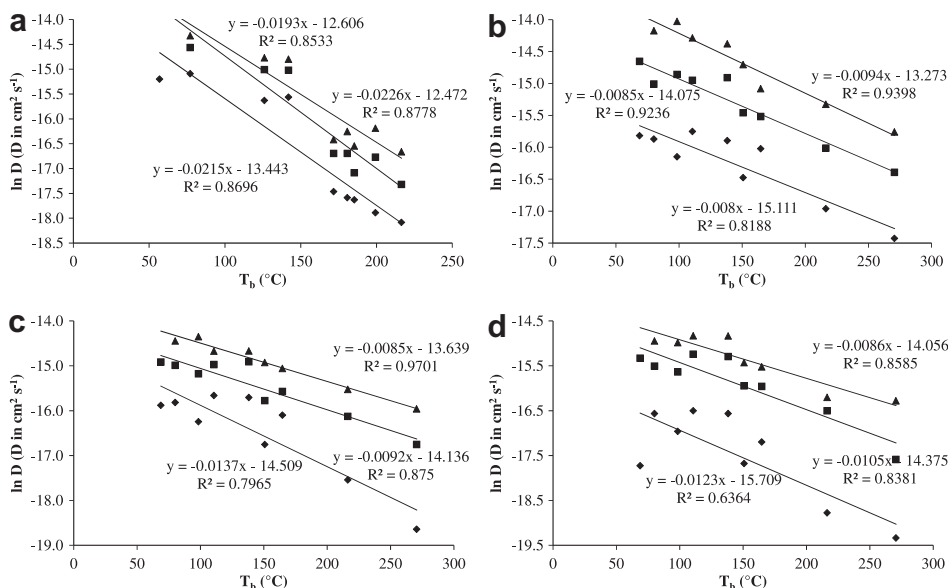 a
-14.0
-14.5
-15.0
-15.5
-16.0
-16.5
-17.0
-17.5
-18.0
-18.5
ln D (D in cm² s⁻¹)
y = -0.0193x - 12.606
R² = 0.8533
y = -0.0226x - 12.472
R² = 0.8778
y = -0.0215x - 13.443
R² = 0.8696
0 50 100 150 200 250
T_b (°C)
b
-14.0
-14.5
-15.0
-15.5
-16.0
-16.5
-17.0
-17.5
ln D (D in cm² s⁻¹)
y = -0.0094x - 13.273
R² = 0.9398
y = -0.0085x - 14.075
R² = 0.9236
y = -0.008x - 15.111
R² = 0.8188
0 50 100 150 200 250 300
T_b (°C)
c
-14.0
-15.0
-16.0
-17.0
-18.0
-19.0
ln D (D in cm² s⁻¹)
y = -0.0085x - 13.639
R² = 0.9701
y = -0.0092x - 14.136
R² = 0.875
y = -0.0137x - 14.509
R² = 0.7965
0 50 100 150 200 250 300
T_b (°C)
d
-14.5
-15.5
-16.5
-17.5
-18.5
-19.5
ln D (D in cm² s⁻¹)
y = -0.0086x - 14.056
R² = 0.8585
y = -0.0105x - 14.375
R² = 0.8381
y = -0.0123x - 15.709
R² = 0.6364
0 50 100 150 200 250 300
T_b (°C)